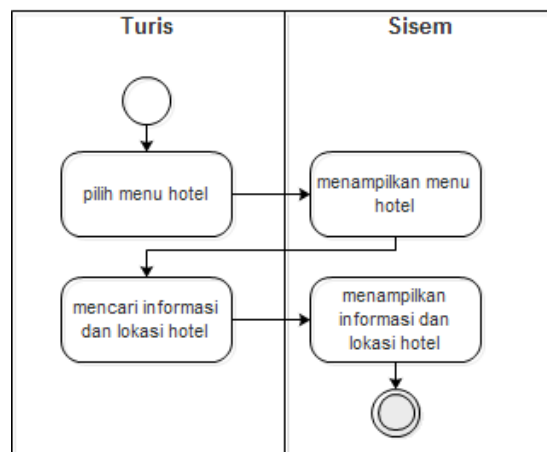 Turis
Sisem
pilih menu hotel
menampilkan menu
hotel
mencari informasi
dan lokasi hotel
menampilkan
informasi dan
lokasi hotel